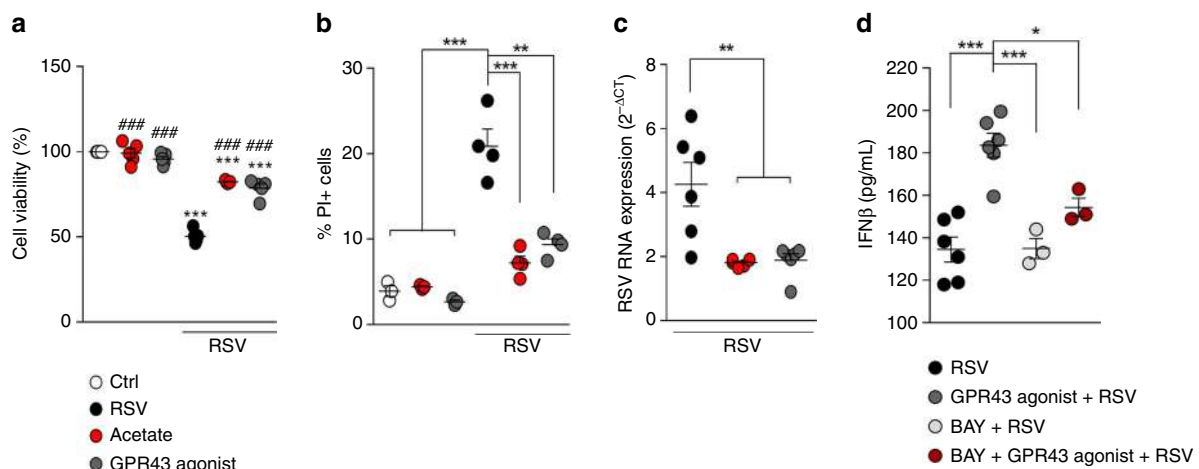 a
Cell viability (%)
150
100
50
0
###
###
###
###
***
***
***
RSV
Ctrl
RSV
Acetate
GPR43 agonist
b
% PI+ cells
30
20
10
0
***
**
***
RSV
c
RSV RNA expression (2⁻ΔCT)
8
6
4
2
0
**
RSV
d
IFNβ (pg/mL)
220
200
180
160
140
120
100
***
*
***
RSV
GPR43 agonist + RSV
BAY + RSV
BAY + GPR43 agonist + RSV